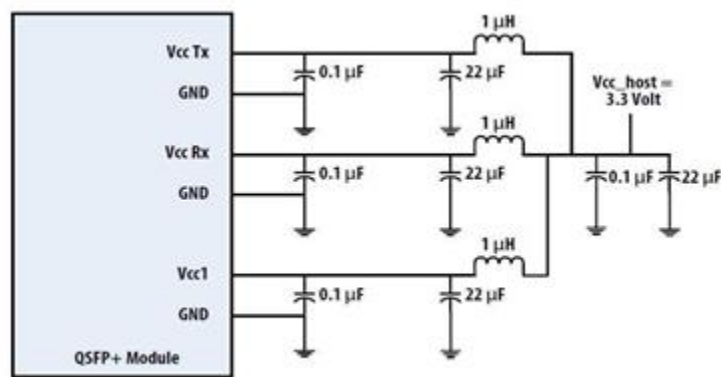 1 μH
Vcc Tx
0.1 μF
22 μF
GND
Vcc_host =
3.3 Volt
1 μH
Vcc Rx
0.1 μF
22 μF
0.1 μF
22 μF
GND
1 μH
Vcc1
0.1 μF
22 μF
GND
QSFP+ Module